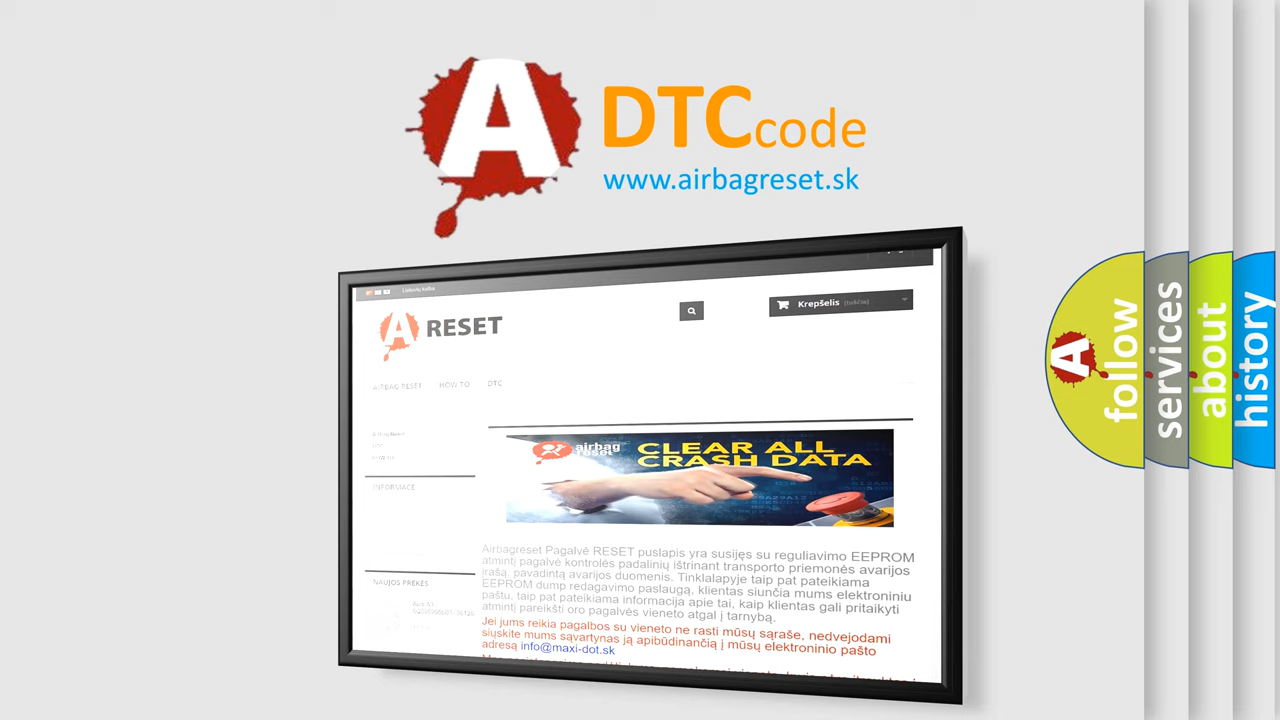 A DTCcode
www.airbagreset.sk
Lietuvių kalba
A RESET
Krepšelis (tuščia)
AIRBAG RESET HOW TO DTC
INFORMACE
NAUJOS PREKĖS
airbag
reset
CLEAR ALL
CRASH DATA
Airbagreset Pagalvė RESET puslapis yra susijęs su reguliavimo EEPROM
atmintį pagalvė kontrolės padalinių ištrinant transporto priemonės avarijos
įrašą, pavadintą avarijos duomenis. Tinklalapyje taip pat pateikiama
EEPROM dump redagavimo paslaugą, klientas siunčia mums elektroniniu
paštu, taip pat pateikiama informacija apie tai, kaip klientas gali pritaikyti
atmintį pareikšti oro pagalvės vieneto atgal į tarnybą.
Jei jums reikia pagalbos su vieneto ne rasti mūsų sąraše, nedvejodami
siųskite mums sąvartynas ją apibūdinančią į mūsų elektroninio pašto
adresą info@maxi-dot.sk
A follow
services
about
history